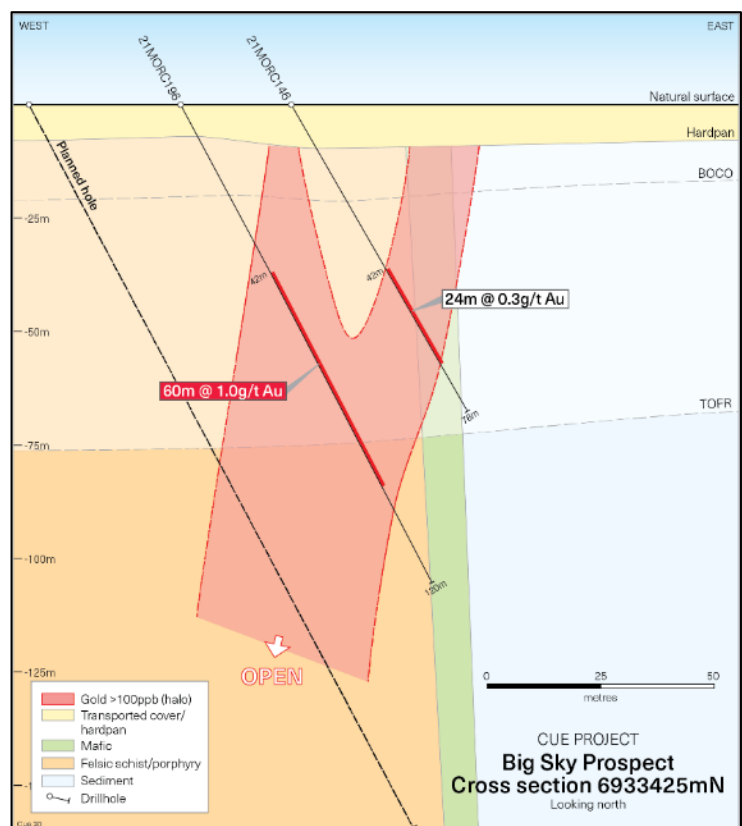 WEST
EAST
21MORC196
21MORC146
Natural surface
Hardpan
Planned hole
BOCO
-25m
42m
42m
24m @ 0.3g/t Au
-50m
60m @ 1.0g/t Au
TOFR
78m
-75m
-100m
120m
-125m
OPEN
0 25 50
metres
Gold >100ppb (halo)
Transported cover/
hardpan
Mafic
Felsic schist/porphyry
Sediment
Drillhole
CUE PROJECT
Big Sky Prospect
Cross section 6933425mN
Looking north